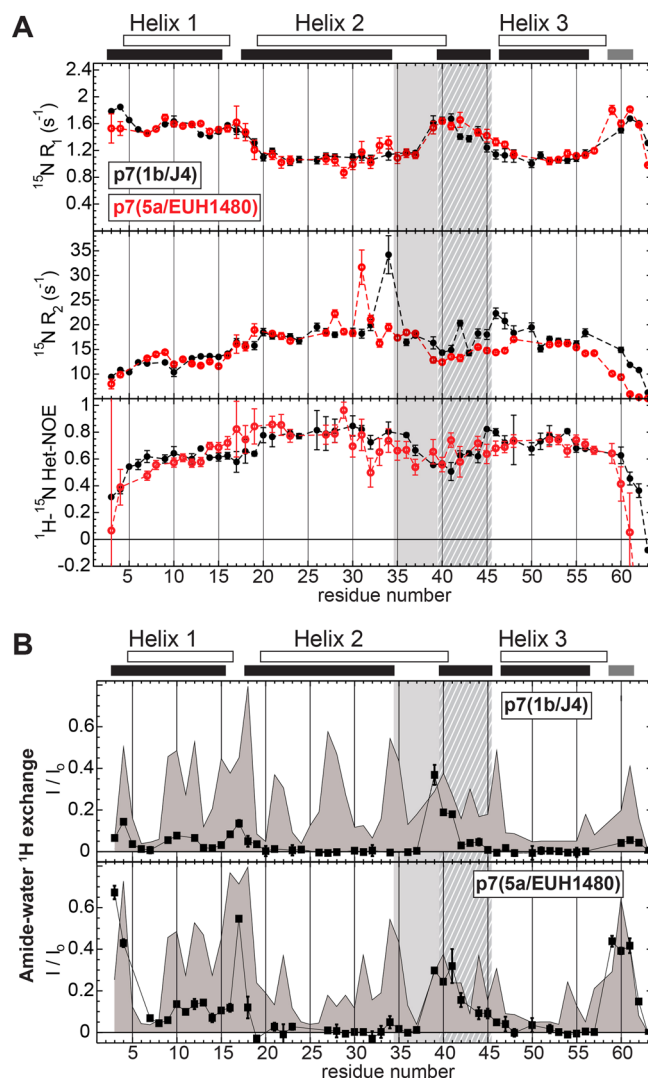 A
Helix 1 Helix 2 Helix 3
¹⁵N R₁ (s⁻¹)
2.4
2
1.6
1.2
0.8
0.4
p7(1b/J4)
p7(5a/EUH1480)
¹⁵N R₂ (s⁻¹)
35
30
25
20
15
10
¹H-¹⁵N Het-NOE
1
0.8
0.6
0.4
0.2
0
-0.2
5 10 15 20 25 30 35 40 45 50 55 60
residue number
B
Helix 1 Helix 2 Helix 3
Amide-water ¹H exchange
I / I₀
0.6
0.4
0.2
0
p7(1b/J4)
I / I₀
0.6
0.4
0.2
0
p7(5a/EUH1480)
5 10 15 20 25 30 35 40 45 50 55 60
residue number